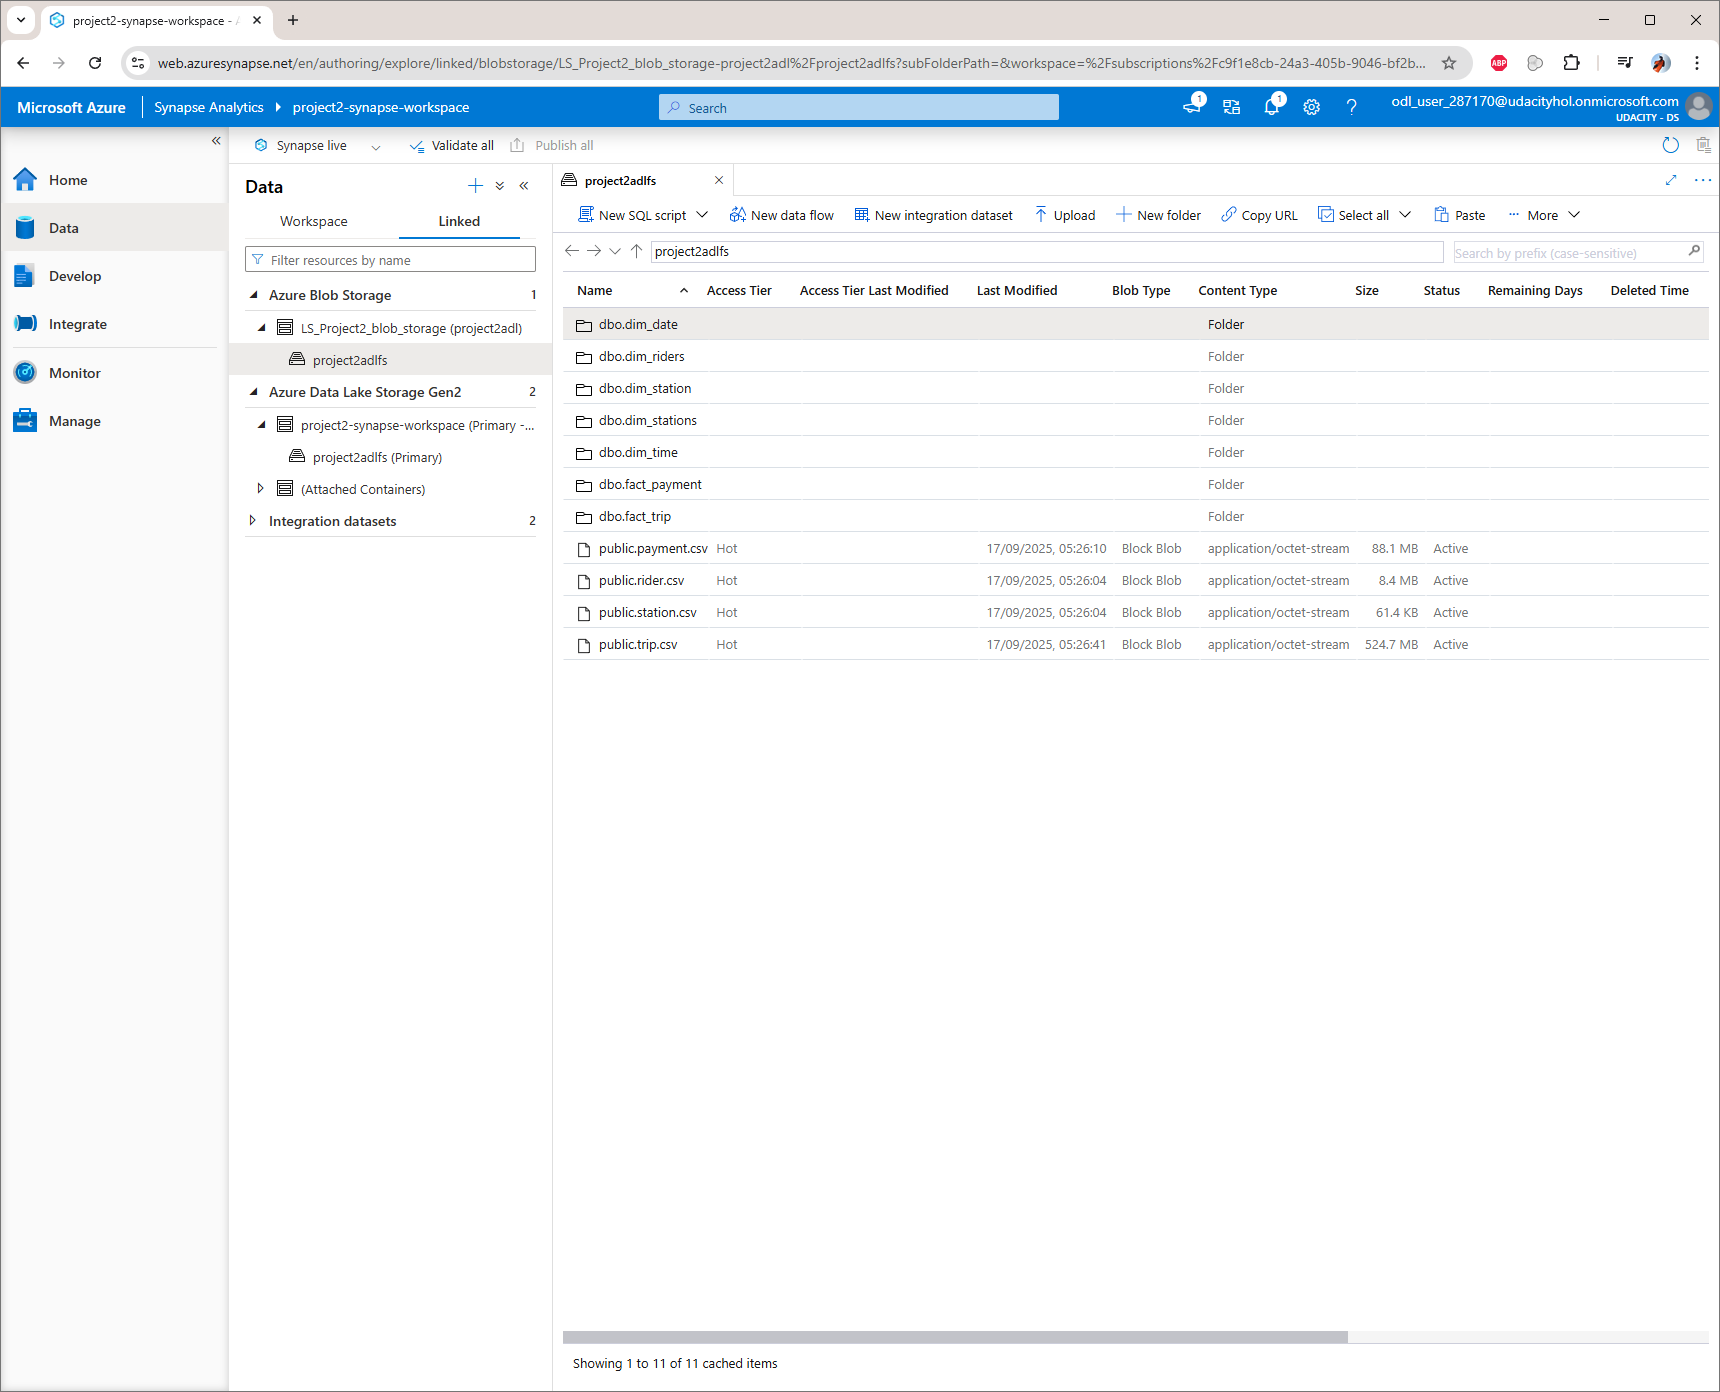 project2-synapse-workspace - A
web.azuresynapse.net/en/authoring/explore/linked/blobstorage/LS_Project2_blob_storage-project2adl%2Fproject2adlfs?subFolderPath=&workspace=%2Fsubscriptions%2Fc9f1e8cb-24a3-405b-9046-bf2b...
ABP
Microsoft Azure
Synapse Analytics
project2-synapse-workspace
Search
1
1
odl_user_287170@udacityhol.onmicrosoft.com
UDACITY - DS
Synapse live
Validate all
Publish all
Home
Data
Develop
Integrate
Monitor
Manage
Data
Workspace
Linked
Filter resources by name
Azure Blob Storage 1
LS_Project2_blob_storage (project2adl)
project2adlfs
Azure Data Lake Storage Gen2 2
project2-synapse-workspace (Primary -...
project2adlfs (Primary)
(Attached Containers)
Integration datasets 2
project2adlfs
New SQL script
New data flow
New integration dataset
Upload
New folder
Copy URL
Select all
Paste
More
project2adlfs
Search by prefix (case-sensitive)
Name Access Tier Access Tier Last Modified Last Modified Blob Type Content Type Size Status Remaining Days Deleted Time
dbo.dim_date Folder
dbo.dim_riders Folder
dbo.dim_station Folder
dbo.dim_stations Folder
dbo.dim_time Folder
dbo.fact_payment Folder
dbo.fact_trip Folder
public.payment.csv Hot 17/09/2025, 05:26:10 Block Blob application/octet-stream 88.1 MB Active
public.rider.csv Hot 17/09/2025, 05:26:04 Block Blob application/octet-stream 8.4 MB Active
public.station.csv Hot 17/09/2025, 05:26:04 Block Blob application/octet-stream 61.4 KB Active
public.trip.csv Hot 17/09/2025, 05:26:41 Block Blob application/octet-stream 524.7 MB Active
Showing 1 to 11 of 11 cached items